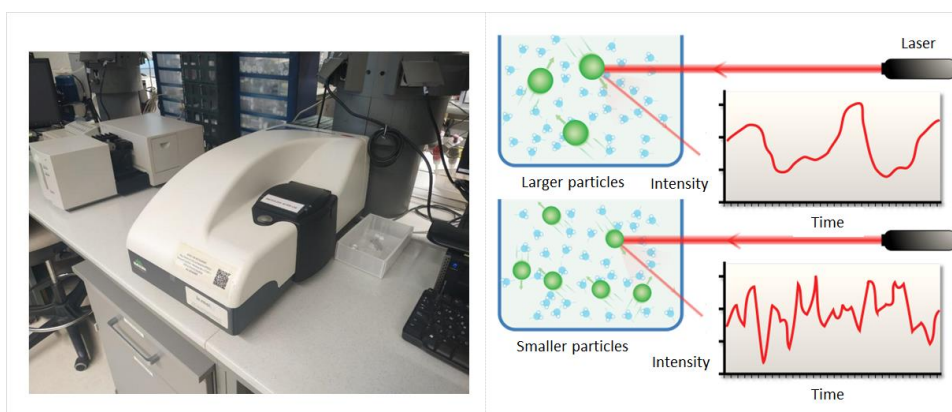 Laser
Larger particles
Intensity
Time
Smaller particles
Intensity
Time